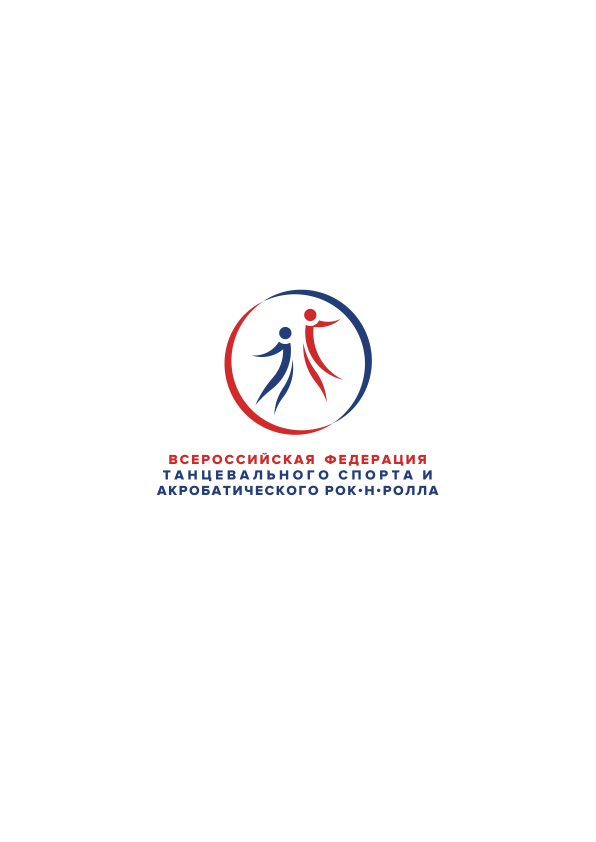 ВСЕРОССИЙСКАЯ ФЕДЕРАЦИЯ
ТАНЦЕВАЛЬНОГО СПОРТА И
АКРОБАТИЧЕСКОГО РОК•Н•РОЛЛА